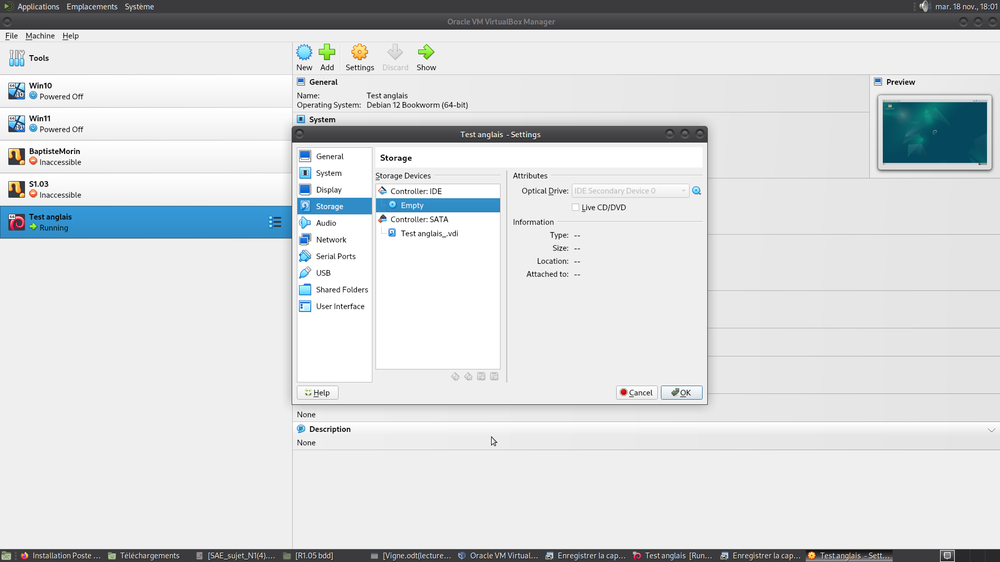 Applications Emplacements Système
mar. 18 nov., 18:01
Oracle VM VirtualBox Manager
File Machine Help
Tools
New Add Settings Discard Show
Win10
Powered Off
Win11
Powered Off
BaptisteMorin
Inaccessible
S1.03
Inaccessible
Test anglais
Running
General
Name: Test anglais
Operating System: Debian 12 Bookworm (64-bit)
System
Preview
Test anglais - Settings
General
System
Display
Storage
Audio
Network
Serial Ports
USB
Shared Folders
User Interface
Storage
Storage Devices
Controller: IDE
Empty
Controller: SATA
Test anglais_.vdi
Attributes
Optical Drive: IDE Secondary Device 0
Live CD/DVD
Information
Type: --
Size: --
Location: --
Attached to: --
Help
Cancel
OK
None
Description
None
Installation Poste ...
Téléchargements
[SAE_sujet_N1(4)....
[R1.05 bdd]
[Vigne.odt(lecture...
Oracle VM Virtual...
Enregistrer la cap...
Test anglais [Run...
Enregistrer la cap...
Test anglais - Sett...